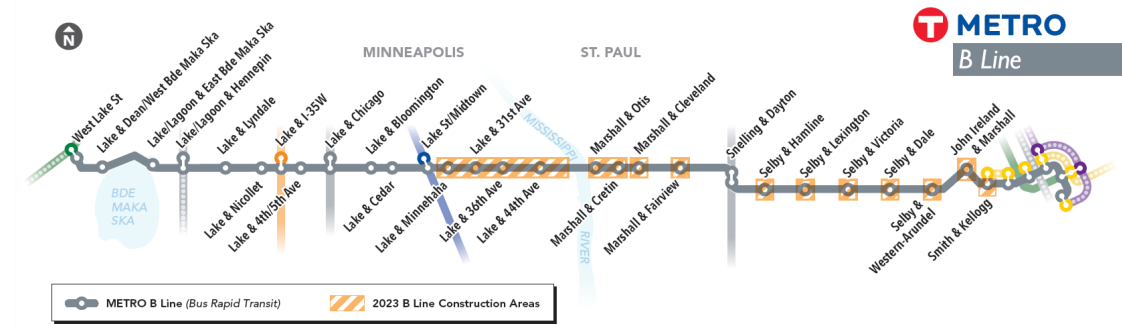 T METRO
B Line
N
MINNEAPOLIS
ST. PAUL
West Lake St
Lake & Dean/West Bde Maka Ska
Lake/Lagoon & East Bde Maka Ska
Lake/Lagoon & Hennepin
Lake & Lyndale
Lake & Nicollet
Lake & I-35W
Lake & 4th/5th Ave
Lake & Chicago
Lake & Bloomington
Lake & Cedar
Lake St/Midtown
Lake & Minnehaha
Lake & 31st Ave
Lake & 36th Ave
Lake & 44th Ave
MISSISSIPPI
RIVER
Marshall & Otis
Marshall & Cretin
Marshall & Cleveland
Marshall & Fairview
Snelling & Dayton
Selby & Hamline
Selby & Lexington
Selby & Victoria
Selby & Dale
Selby &
Western-Arundel
John Ireland
& Marshall
Smith & Kellogg
BDE
MAKA
SKA
METRO B Line (Bus Rapid Transit)
2023 B Line Construction Areas